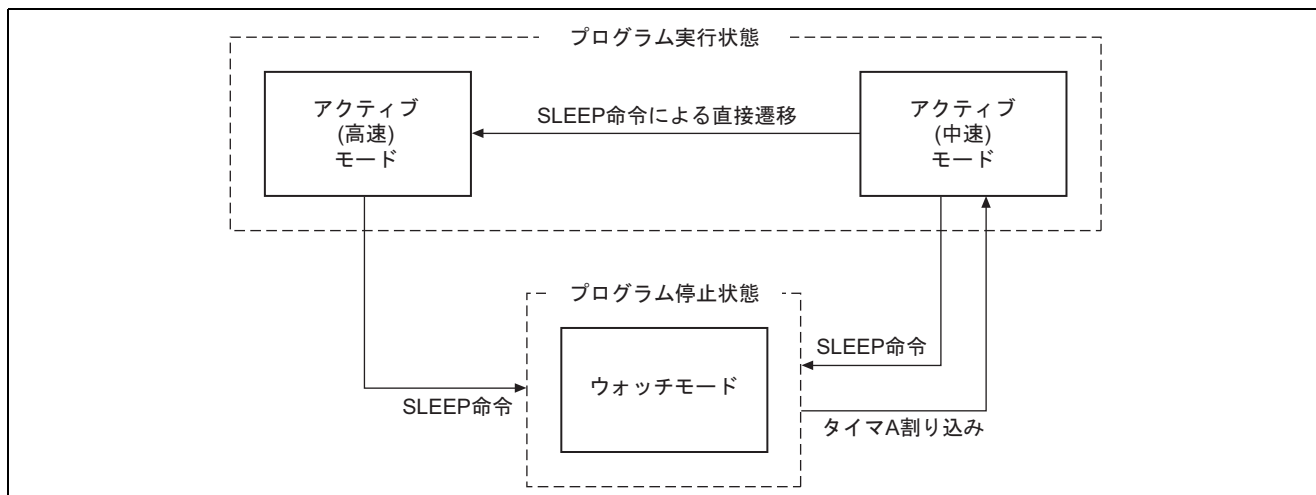 プログラム実行状態
アクティブ
(高速)
モード
SLEEP命令による直接遷移
アクティブ
(中速)
モード
プログラム停止状態
ウォッチモード
SLEEP命令
SLEEP命令
タイマA割り込み